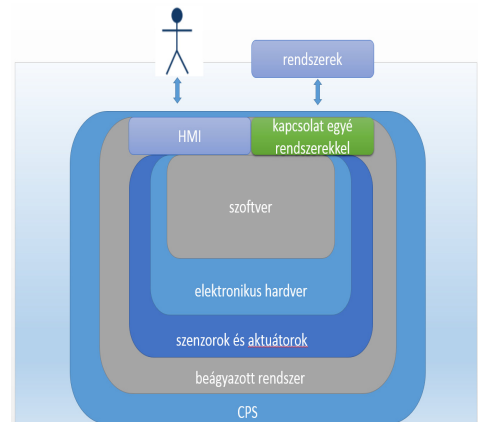 rendszerek
HMI
kapcsolat egyé
rendszerekkel
szoftver
elektronikus hardver
szenzorok és aktuátorok
beágyazott rendszer
CPS